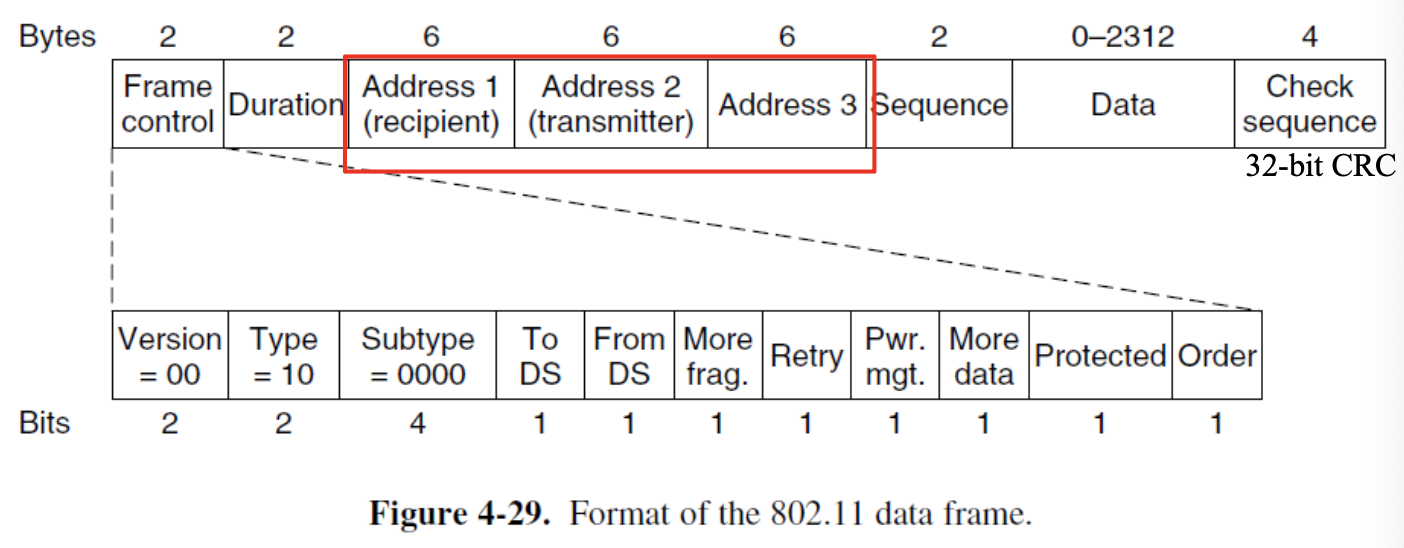 Bytes 2 2 6 6 6 2 0–2312 4
Frame control Duration Address 1 (recipient) Address 2 (transmitter) Address 3 Sequence Data Check sequence
32-bit CRC
Version = 00 Type = 10 Subtype = 0000 To DS From DS More frag. Retry Pwr. mgt. More data Protected Order
Bits 2 2 4 1 1 1 1 1 1 1 1
Figure 4-29. Format of the 802.11 data frame.